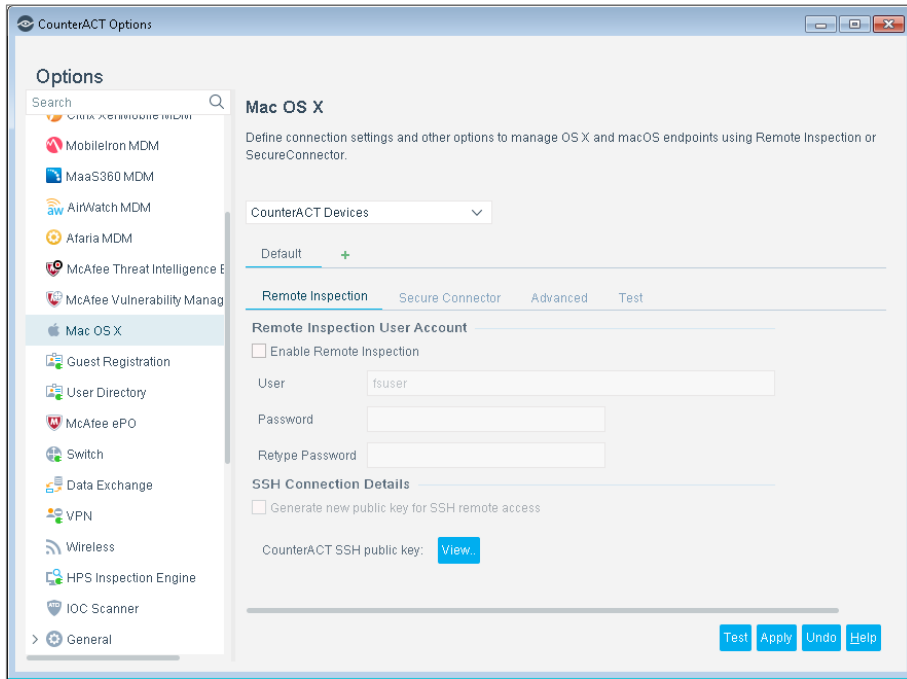 CounterACT Options
Options
Search
Citrix XenMobile MDM
MobileIron MDM
MaaS360 MDM
AirWatch MDM
Afaria MDM
McAfee Threat Intelligence E
McAfee Vulnerability Manag
Mac OS X
Guest Registration
User Directory
McAfee ePO
Switch
Data Exchange
VPN
Wireless
HPS Inspection Engine
IOC Scanner
General
Mac OS X
Define connection settings and other options to manage OS X and macOS endpoints using Remote Inspection or
SecureConnector.
CounterACT Devices
Default +
Remote Inspection Secure Connector Advanced Test
Remote Inspection User Account
Enable Remote Inspection
User fsuser
Password
Retype Password
SSH Connection Details
Generate new public key for SSH remote access
CounterACT SSH public key: View..
Test Apply Undo Help